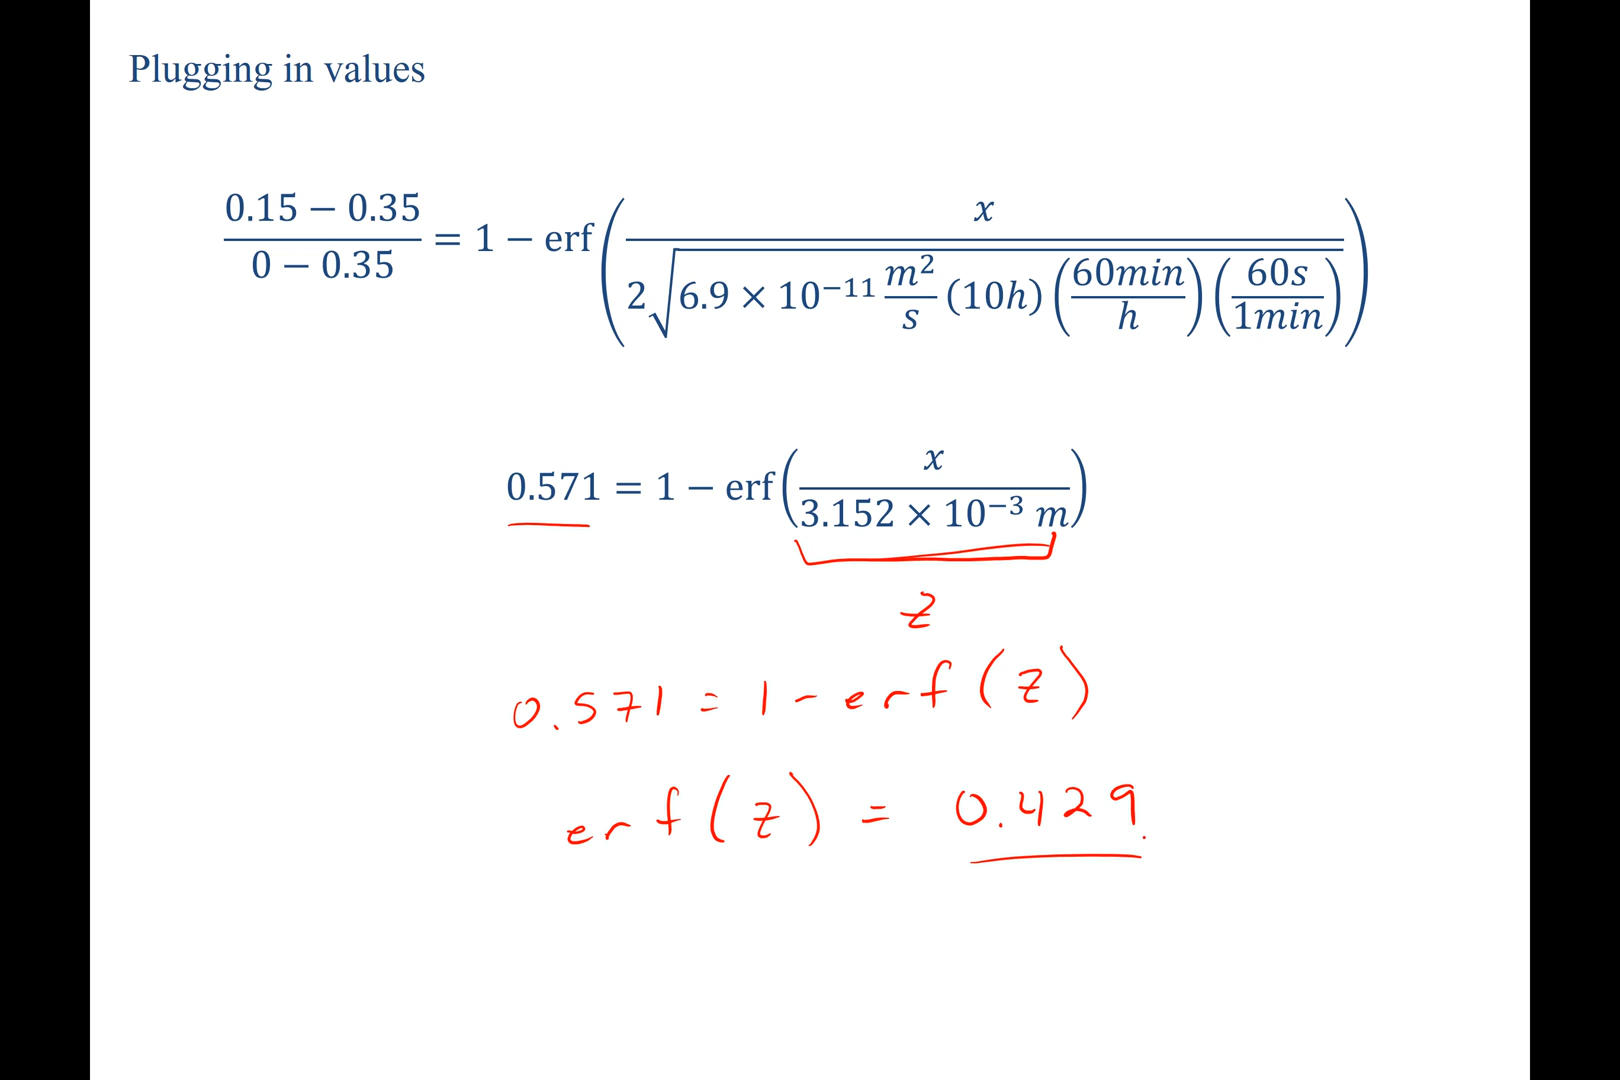 Plugging in values
(0.15 − 0.35)/(0 − 0.35) = 1 − erf(x/(2√(6.9 × 10⁻¹¹ m²/s (10h)(60min/h)(60s/1min))))
0.571 = 1 − erf(x/(3.152 × 10⁻³ m))
z
0.571 = 1 - erf(z)
erf(z) = 0.429